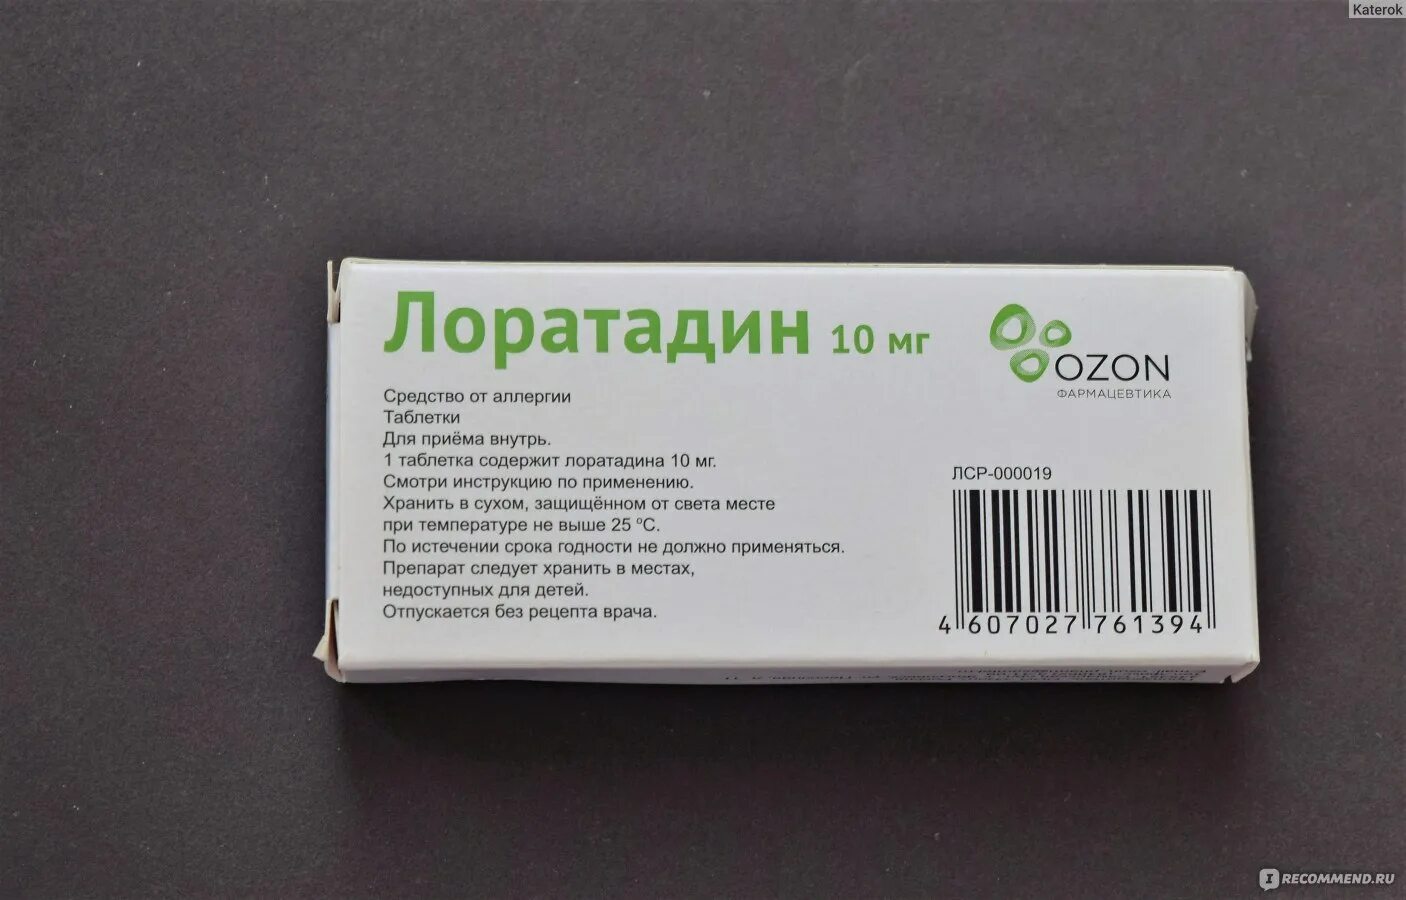 Katerok
Лоратадин 10 мг
OZON
ФАРМАЦЕВТИКА
Средство от аллергии
Таблетки
Для приёма внутрь.
1 таблетка содержит лоратадина 10 мг.
Смотри инструкцию по применению.
Хранить в сухом, защищённом от света месте
при температуре не выше 25 °С.
По истечении срока годности не должно применяться.
Препарат следует хранить в местах,
недоступных для детей.
Отпускается без рецепта врача.
ЛСР-000019
4 607027 761394
IRECOMMEND.RU